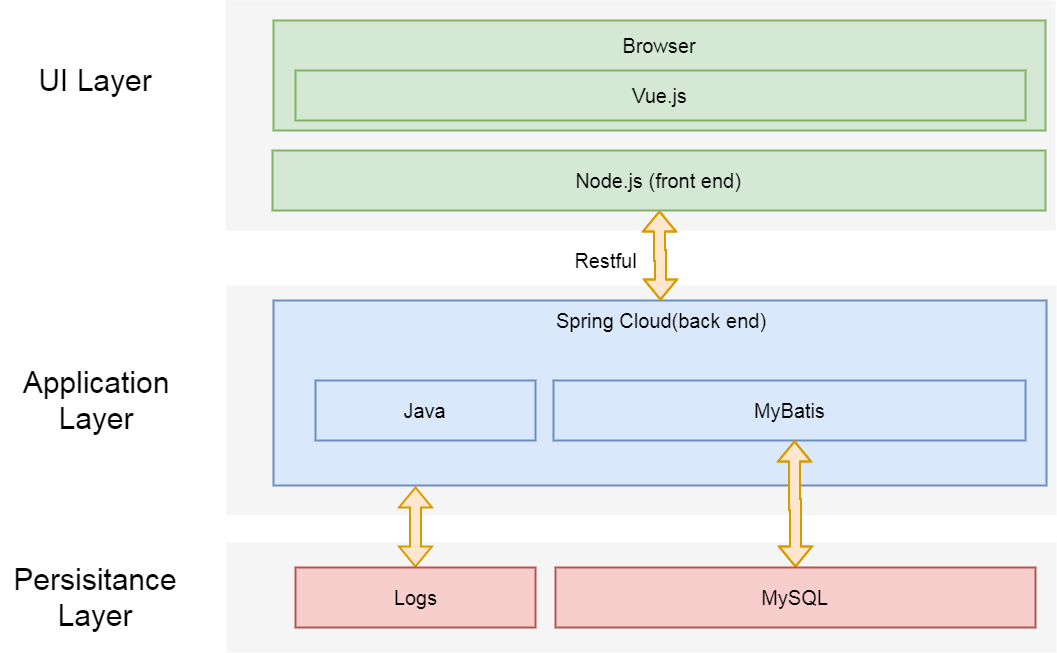 UI Layer
Browser
Vue.js
Node.js (front end)
Restful
Spring Cloud(back end)
Application
Layer
Java
MyBatis
Persisitance
Layer
Logs
MySQL